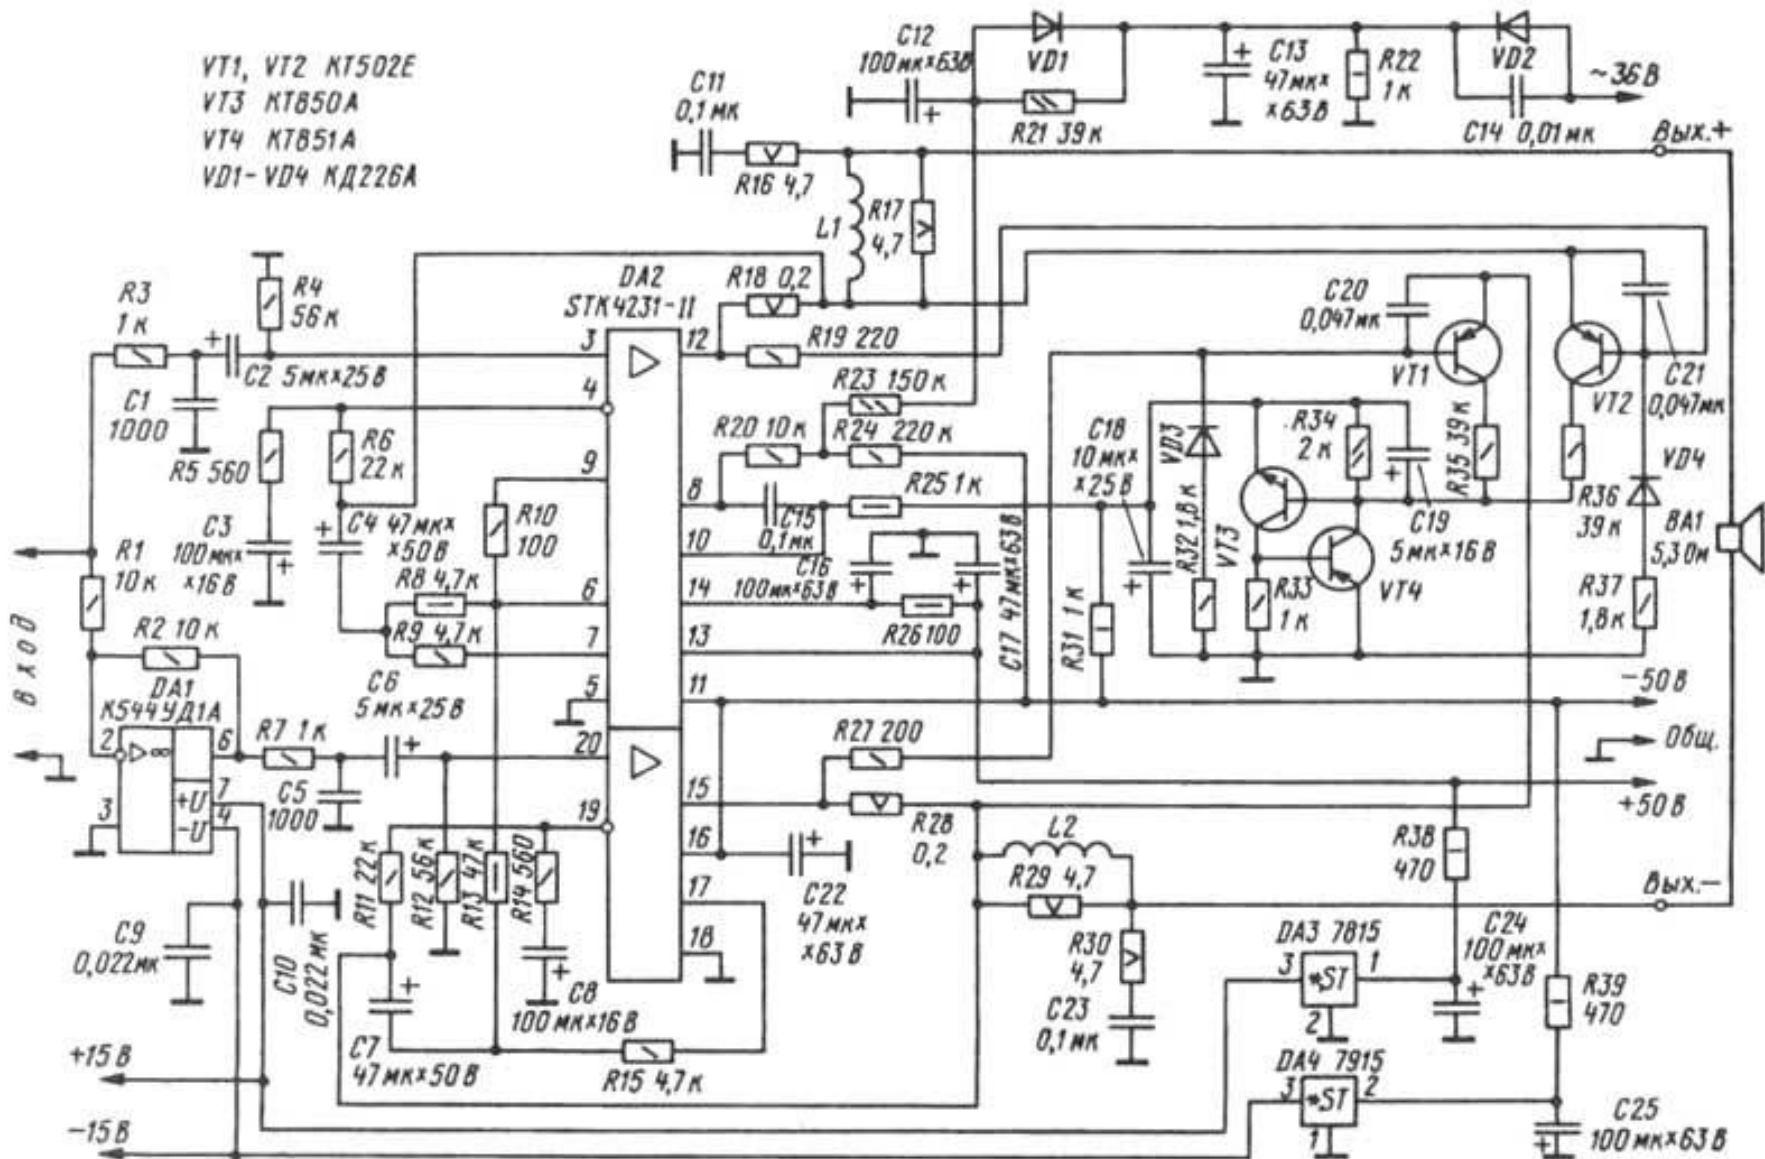 VT1, VT2 КТ502Е
VT3 КТ850А
VT4 КТ851А
VD1-VD4 КД226А
C12
100мк×63В
VD1
C13
47мк×
×63В
R22
1к
VD2
~36В
C11
0,1мк
R21 39к
C14 0,01мк
Вых.+
R16 4,7
L1
R17
4,7
R3
1к
R4
56к
DA2
STK4231-II
R18 0,2
C20
0,047мк
3
12
R19 220
C2 5мк×25В
VT1
VT2
C21
0,047мк
C1
1000
4
R23 150к
R5 560
R6
22к
R20 10к
R24 220к
C18
10мк×
×25В
VD3
R34
2к
R35 39к
VD4
9
8
R25 1к
C3
100мк×
×16В
C4 47мк×
×50В
R10
100
C15
0,1мк
10
VT3
C19
5мк×16В
R36
39к
BA1
5,3Ом
R1
10к
R8 4,7к
6
14
C16
100мк×63В
R26 100
C17 47мк×63В
R31 1к
R32 1,8к
R33
1к
VT4
R37
1,8к
Вход
R2 10к
R9 4,7к
7
13
DA1
К544УД1А
C6
5мк×25В
5
11
-50В
2
∞
6
R7 1к
20
R27 200
Общ.
7
+U
4
-U
3
C5
1000
15
+50В
19
R28
0,2
L2
R38
470
R11 22к
R12 56к
R13 47к
R14 560
16
C22
47мк×
×63В
R29 4,7
Вых.-
17
C9
0,022мк
C10
0,022мк
18
R30
4,7
DA3 7815
C24
100мк×
×63В
3
*ST
1
2
R39
470
C8
100мк×16В
C23
0,1мк
C7
47мк×50В
R15 4,7к
DA4 7915
+15В
3
*ST
2
1
C25
100мк×63В
-15В